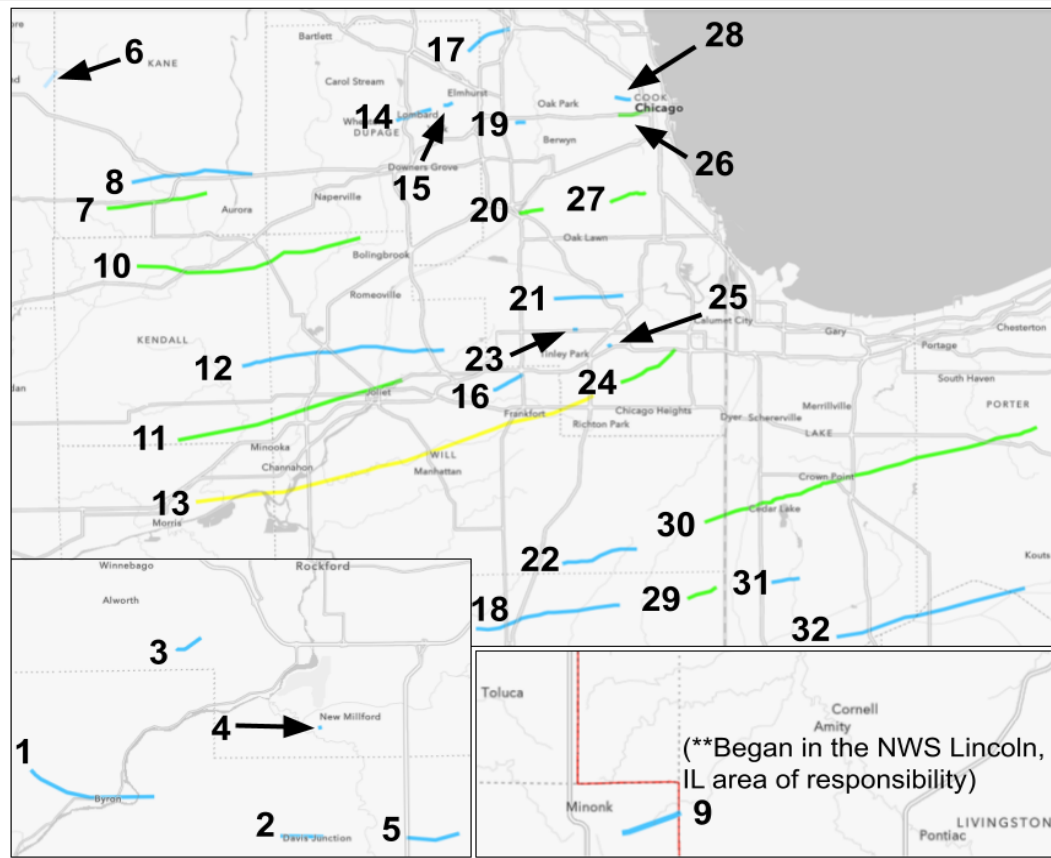 ere
Bartlett
17
28
6
KANE
nd
Carol Stream
Elmhurst
COOK
Oak Park
Chicago
14
Lombard
DUPAGE
19
Berwyn
26
8
Downers Grove
15
7
Naperville
Aurora
20
27
Oak Lawn
10
Bolingbrook
Romeoville
21
25
Calumet City
Gary
Chesterton
KENDALL
23
Tinley Park
Portage
12
16
24
South Haven
Joliet
lan
Frankfort
Chicago Heights
Dyer
Schererville
Merrillville
PORTER
Richton Park
11
LAKE
Minooka
WILL
Channahon
Manhattan
Crown Point
13
Morris
30
Cedar Lake
22
Kouts
31
18
29
32
Winnebago
Rockford
Alworth
3
4
New Millford
1
Byron
2
Davis Junction
5
Toluca
Cornell
Amity
(**Began in the NWS Lincoln,
IL area of responsibility)
Minonk
9
LIVINGSTON
Pontiac